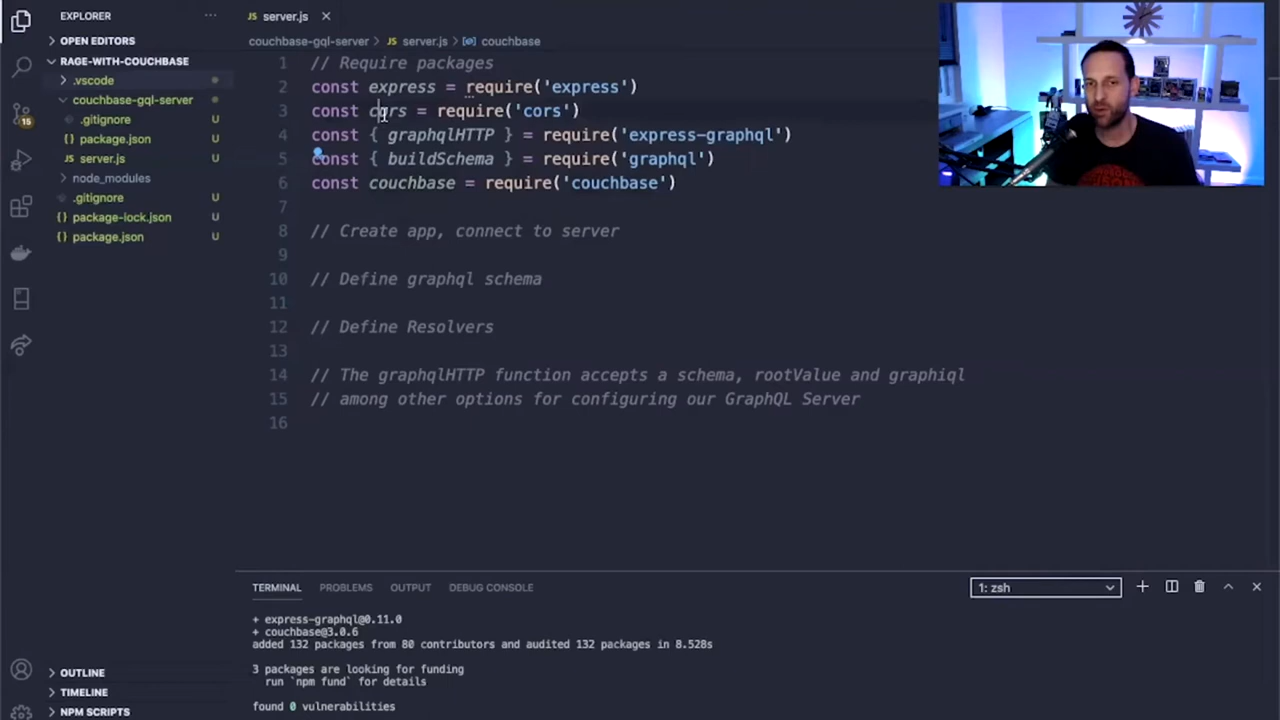 EXPLORER
server.js
OPEN EDITORS
couchbase-gql-server > JS server.js > couchbase
RAGE-WITH-COUCHBASE
.vscode
couchbase-gql-server
.gitignore U
package.json U
JS server.js U
node_modules
.gitignore U
{} package-lock.json U
{} package.json U
15
OUTLINE
TIMELINE
NPM SCRIPTS
JS server.js
1 // Require packages
2 const express = require('express')
3 const cors = require('cors')
4 const { graphqlHTTP } = require('express-graphql')
5 const { buildSchema } = require('graphql')
6 const couchbase = require('couchbase')
7
8 // Create app, connect to server
9
10 // Define graphql schema
11
12 // Define Resolvers
13
14 // The graphqlHTTP function accepts a schema, rootValue and graphiql
15 // among other options for configuring our GraphQL Server
16
TERMINAL PROBLEMS OUTPUT DEBUG CONSOLE 1: zsh
+ express-graphql@0.11.0
+ couchbase@3.0.6
added 132 packages from 80 contributors and audited 132 packages in 8.528s
3 packages are looking for funding
run `npm fund` for details
found 0 vulnerabilities